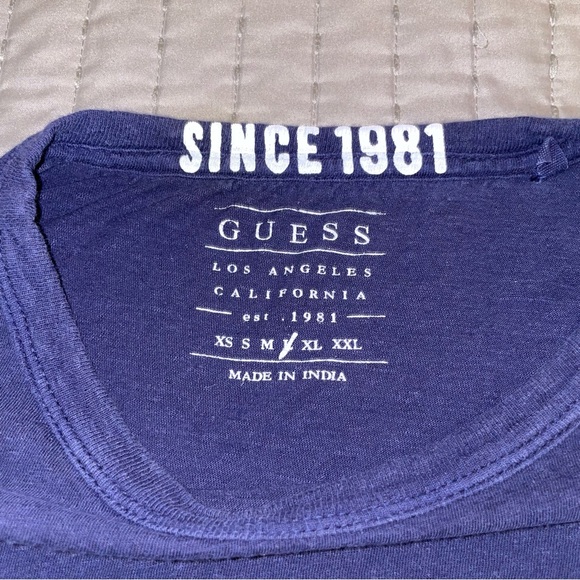 SINCE 1981
GUESS
LOS ANGELES
CALIFORNIA
est .1981
XS S M L XL XXL
MADE IN INDIA